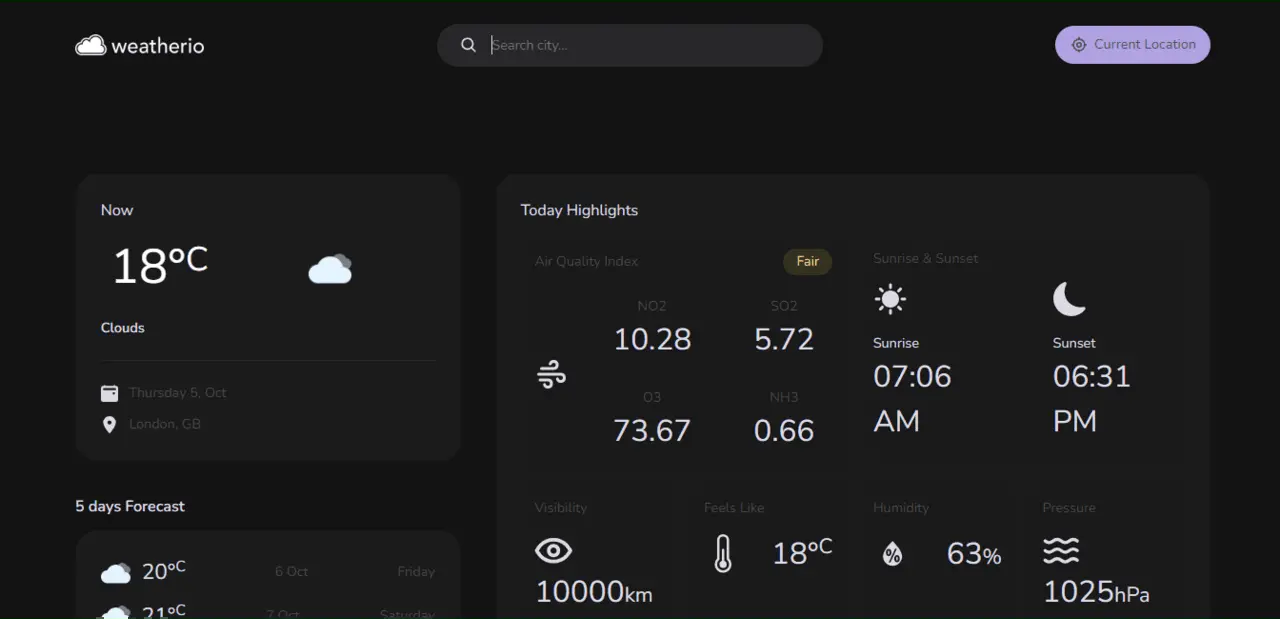 weatherio
Search city...
Current Location
Now
18°C
Clouds
Thursday 5, Oct
London, GB
5 days Forecast
20°C 6 Oct Friday
21°C 7 Oct Saturday
Today Highlights
Air Quality Index
Fair
NO2 SO2
10.28 5.72
O3 NH3
73.67 0.66
Sunrise & Sunset
Sunrise Sunset
07:06 06:31
AM PM
Visibility Feels Like Humidity Pressure
18°C 63%
10000km 1025hPa